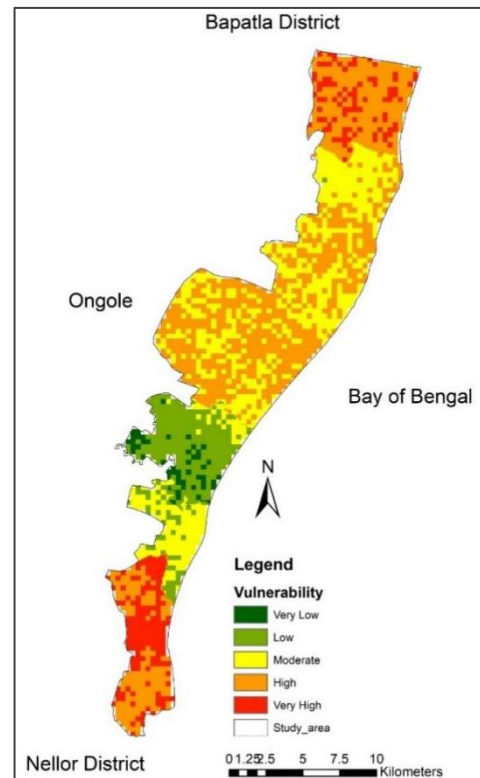 Bapatla District
Ongole
Bay of Bengal
N
Legend
Vulnerability
Very Low
Low
Moderate
High
Very High
Study_area
Nellor District
0 1.25 2.5 5 7.5 10
Kilometers